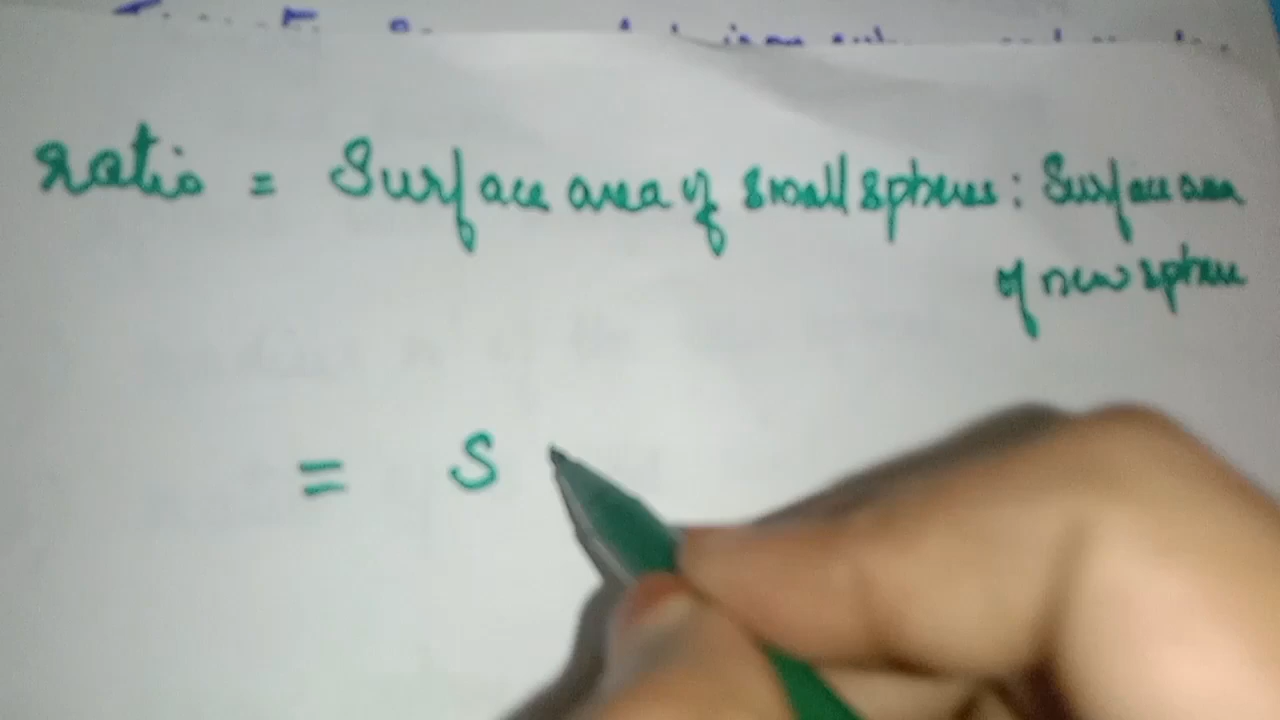 ratio = Surface area of small spheres : Surface area
of new sphere
= S